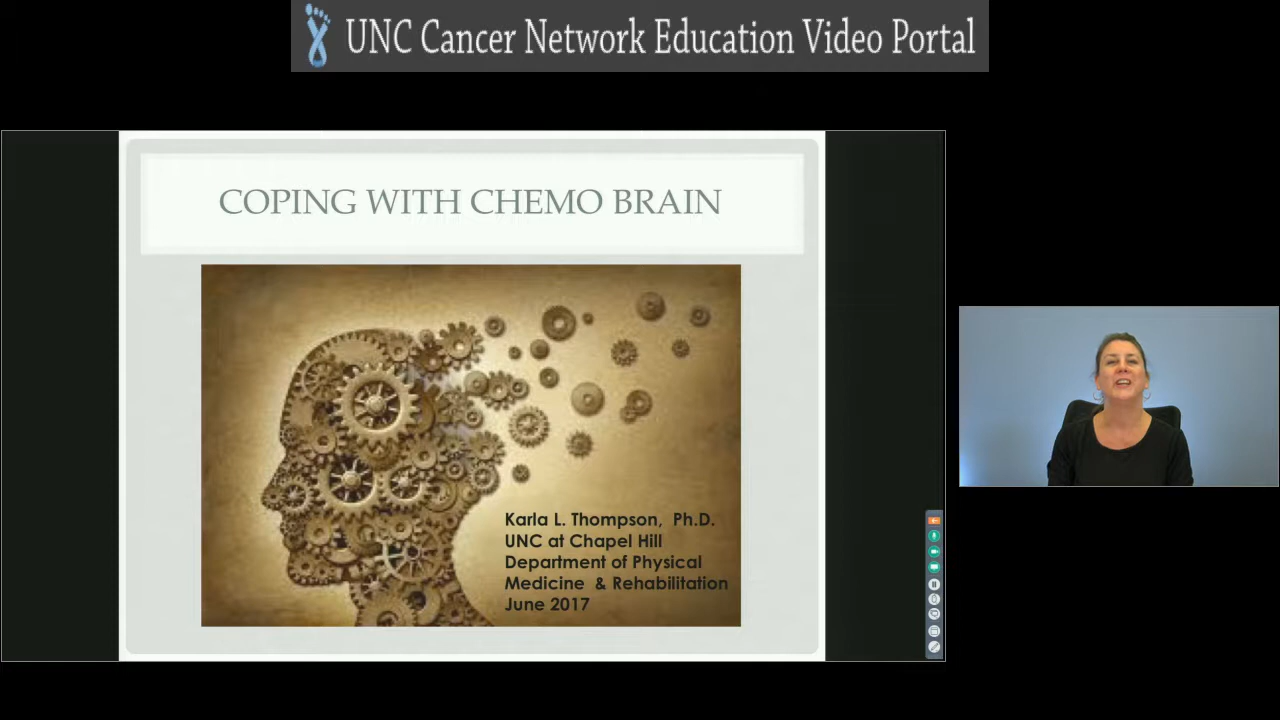 UNC Cancer Network Education Video Portal
COPING WITH CHEMO BRAIN
Karla L. Thompson, Ph.D.
UNC at Chapel Hill
Department of Physical
Medicine & Rehabilitation
June 2017